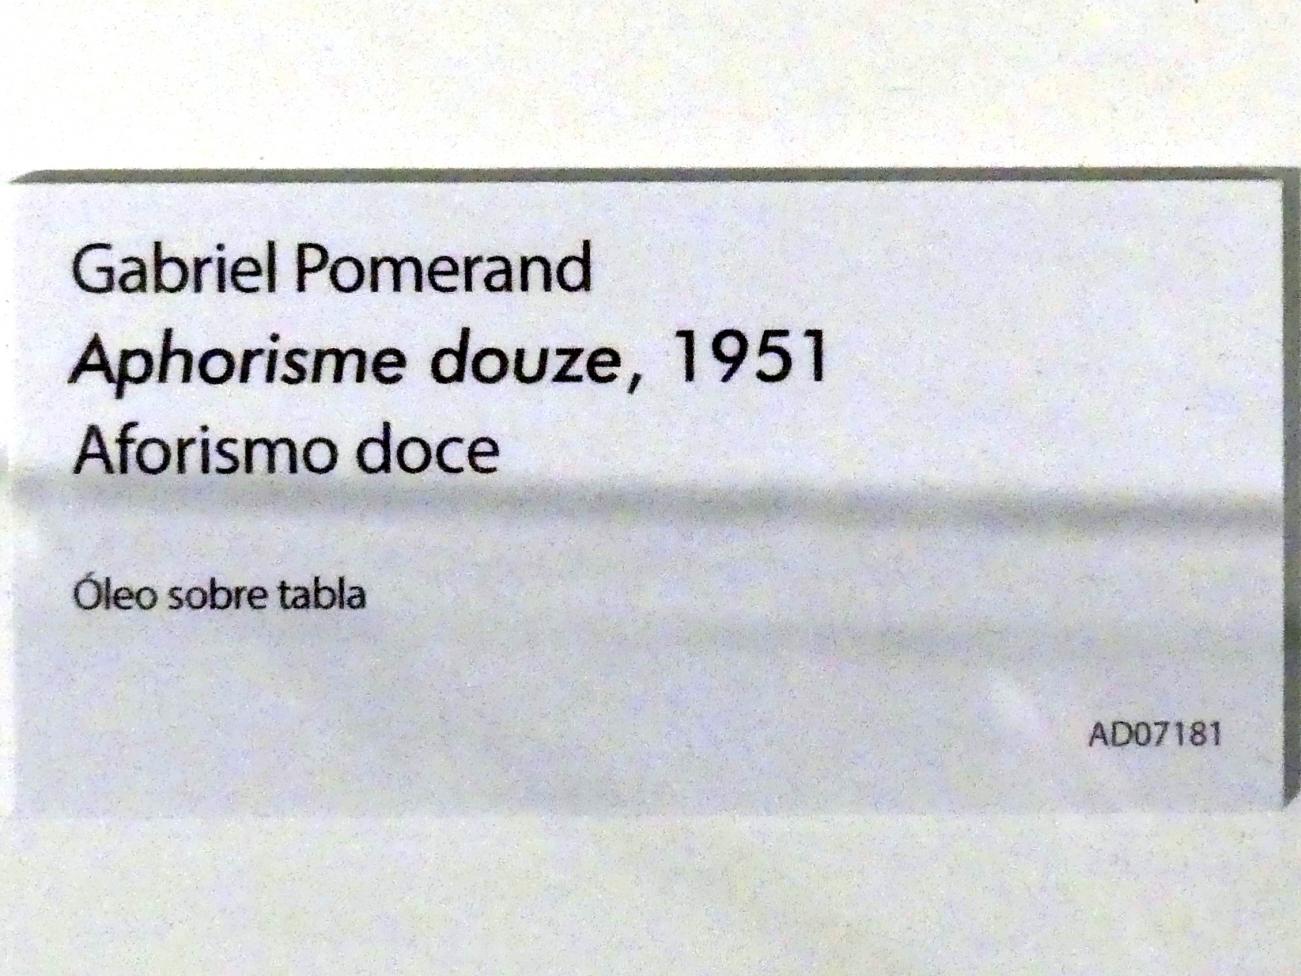 Gabriel Pomerand
Aphorisme douze, 1951
Aforismo doce
Óleo sobre tabla
AD07181